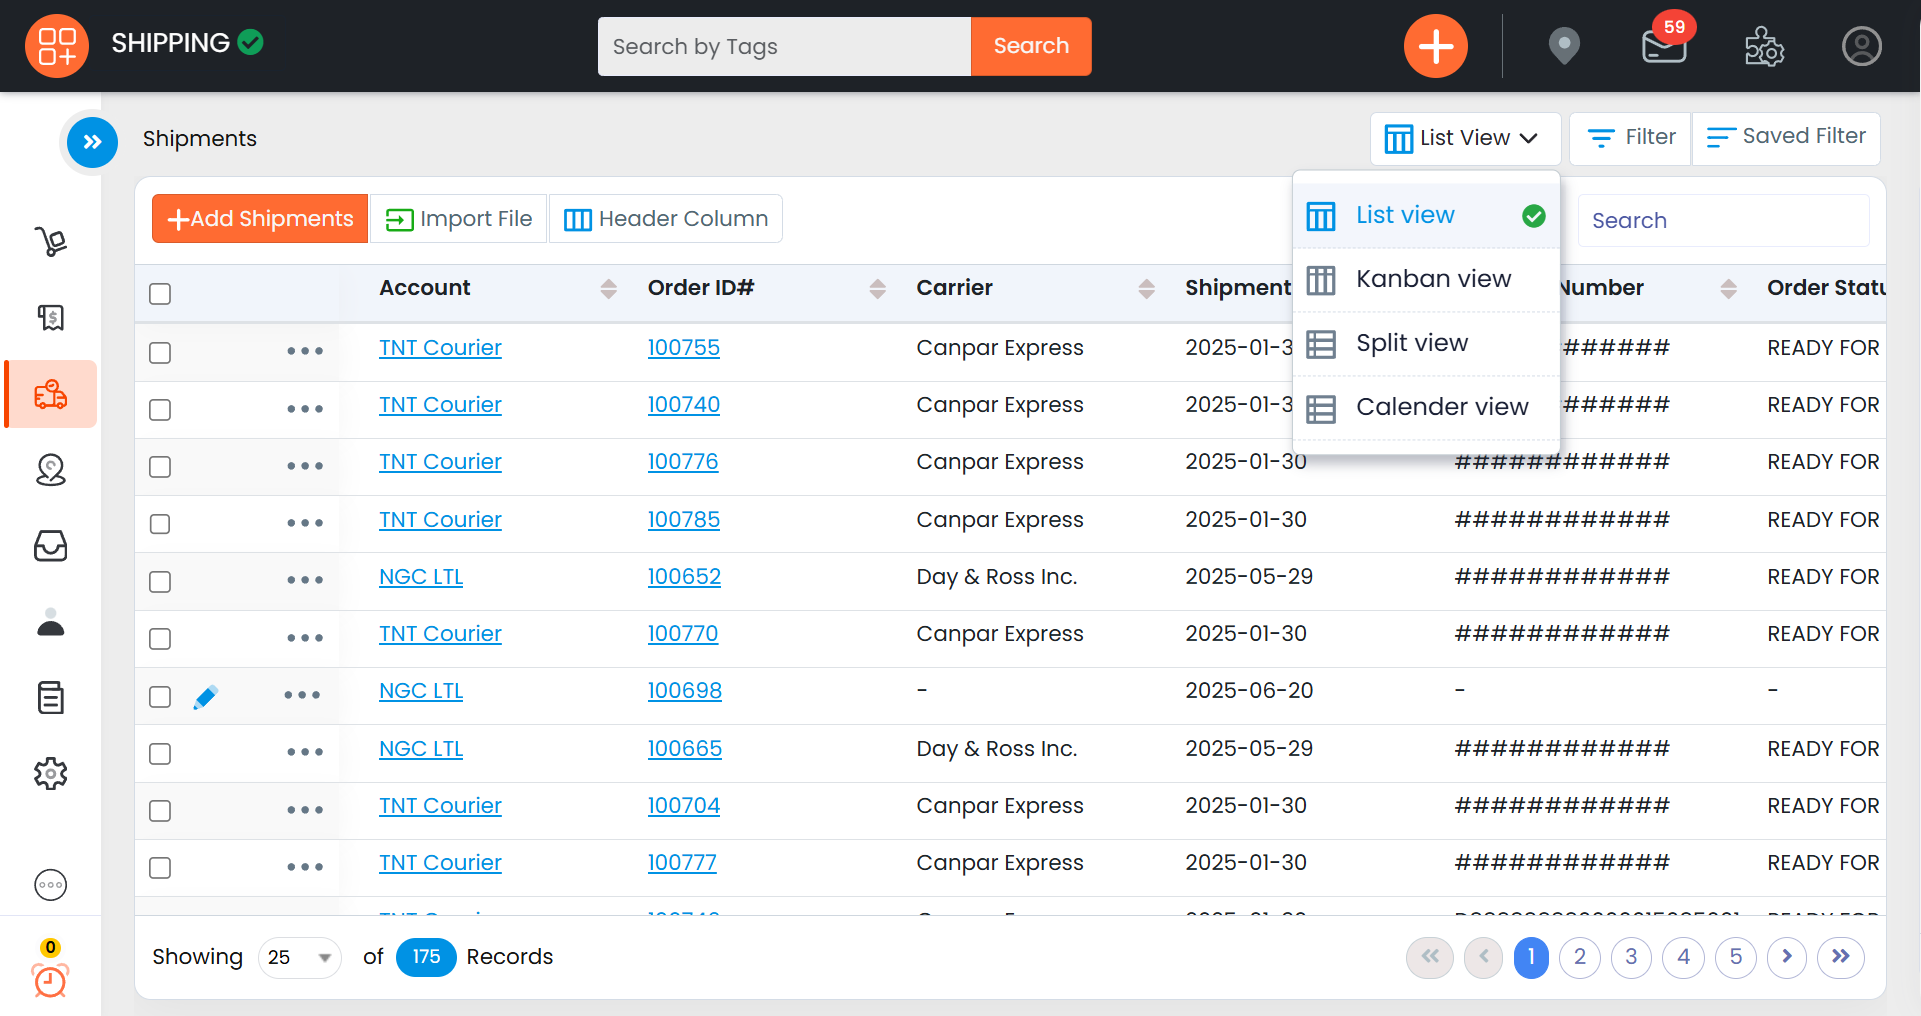 SHIPPING
Search by Tags
Search
59
Shipments
List View
Filter
Saved Filter
Add Shipments
Import File
Header Column
List view
Kanban view
Split view
Calender view
Search
Account Order ID# Carrier Shipment Number Order Statu
TNT Courier 100755 Canpar Express 2025-01-3 ####### READY FOR
TNT Courier 100740 Canpar Express 2025-01-3 ####### READY FOR
TNT Courier 100776 Canpar Express 2025-01-30 ############ READY FOR
TNT Courier 100785 Canpar Express 2025-01-30 ############ READY FOR
NGC LTL 100652 Day & Ross Inc. 2025-05-29 ############ READY FOR
TNT Courier 100770 Canpar Express 2025-01-30 ############ READY FOR
NGC LTL 100698 - 2025-06-20 - -
NGC LTL 100665 Day & Ross Inc. 2025-05-29 ############ READY FOR
TNT Courier 100704 Canpar Express 2025-01-30 ############ READY FOR
TNT Courier 100777 Canpar Express 2025-01-30 ############ READY FOR
0
Showing 25 of 175 Records
1 2 3 4 5